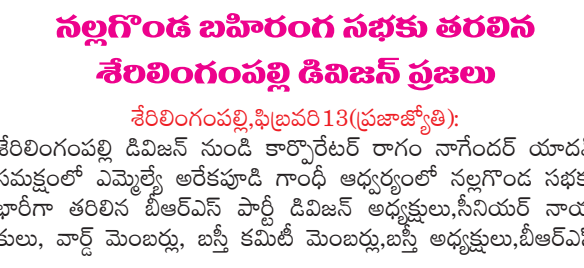 నల్లగొండ బహిరంగ సభకు తరలిన
శేరిలింగంపల్లి డివిజన్ ప్రజలు
శేరిలింగంపల్లి,ఫిబ్రవరి 13(ప్రజాజ్యోతి):
శేరిలింగంపల్లి డివిజన్ నుండి కార్పొరేటర్ రాగం నాగేందర్ యాదవ్
సమక్షంలో ఎమ్మెల్యే అరేకపూడి గాంధీ ఆధ్వర్యంలో నల్లగొండ సభకు
భారీగా తరలిన బీఆర్ఎస్ పార్టీ డివిజన్ అధ్యక్షులు,సీనియర్ నాయ
కులు, వార్డ్ మెంబర్లు, బస్తీ కమిటీ మెంబర్లు,బస్తీ అధ్యక్షులు,బీఆర్ఎస్